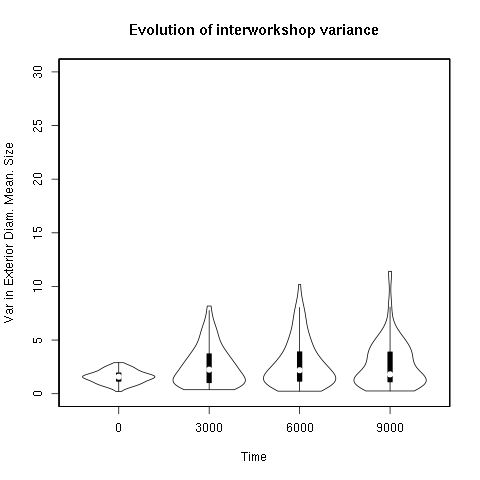 Evolution of interworkshop variance
30
25
20
15
10
5
0
Var in Exterior Diam. Mean. Size
0 3000 6000 9000
Time